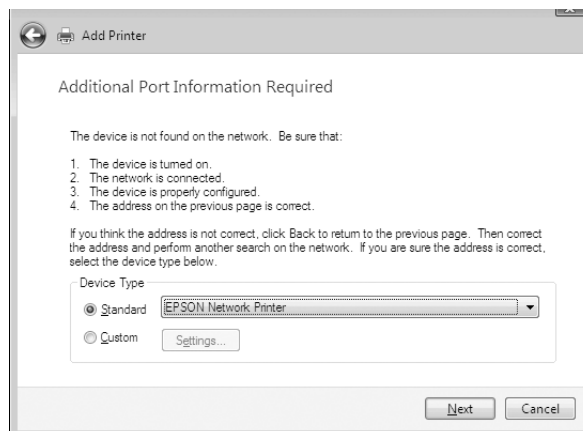 Add Printer
Additional Port Information Required
The device is not found on the network. Be sure that:
1. The device is turned on.
2. The network is connected.
3. The device is properly configured.
4. The address on the previous page is correct.
If you think the address is not correct, click Back to return to the previous page. Then correct
the address and perform another search on the network. If you are sure the address is correct,
select the device type below.
Device Type
Standard EPSON Network Printer
Custom Settings...
Next Cancel